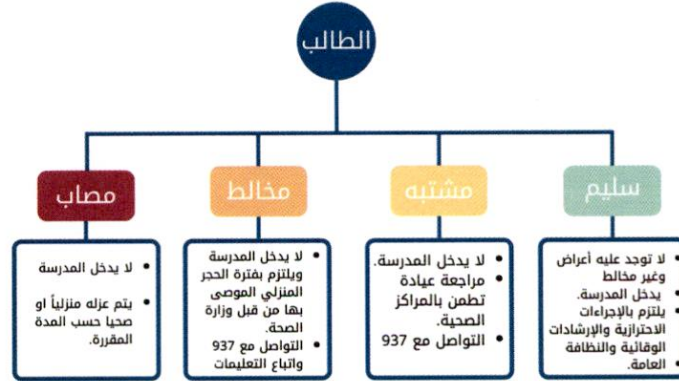 الطالب
سليم
• لا توجد عليه أعراض
وغير مخالط
• يدخل المدرسة.
• يلتزم بالإجراءات
الاحترازية والإرشادات
الوقائية والنظافة
• العامة.
مشتبه
• لا يدخل المدرسة.
• مراجعة عيادة
تطمن بالمراكز
الصحية.
• التواصل مع 937
مخالط
• لا يدخل المدرسة
ويلتزم بفترة الحجر
المنزلي الموصى
بها من قبل وزارة
الصحة.
• التواصل مع 937
واتباع التعليمات
مصاب
• لا يدخل المدرسة
• يتم عزله منزلياً او
صحيا حسب المدة
المقررة.